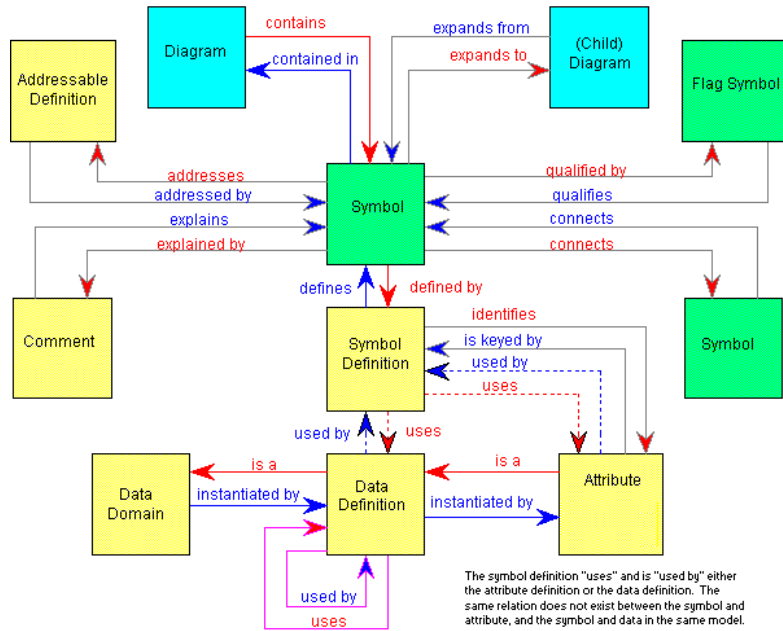 contains
expands from
Diagram
(Child)
Diagram
contained in
expands to
Addressable
Definition
Flag Symbol
addresses
qualified by
addressed by
Symbol
qualifies
explains
connects
explained by
connects
defines
defined by
identifies
Comment
Symbol
Definition
is keyed by
Symbol
used by
uses
used by
uses
is a
is a
Data
Domain
instantiated by
Data
Definition
instantiated by
Attribute
used by
uses
The symbol definition "uses" and is "used by" either
the attribute definition or the data definition. The
same relation does not exist between the symbol and
attribute, and the symbol and data in the same model.